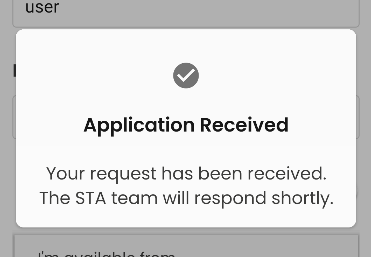 user
Application Received
Your request has been received.
The STA team will respond shortly.
I'm available from